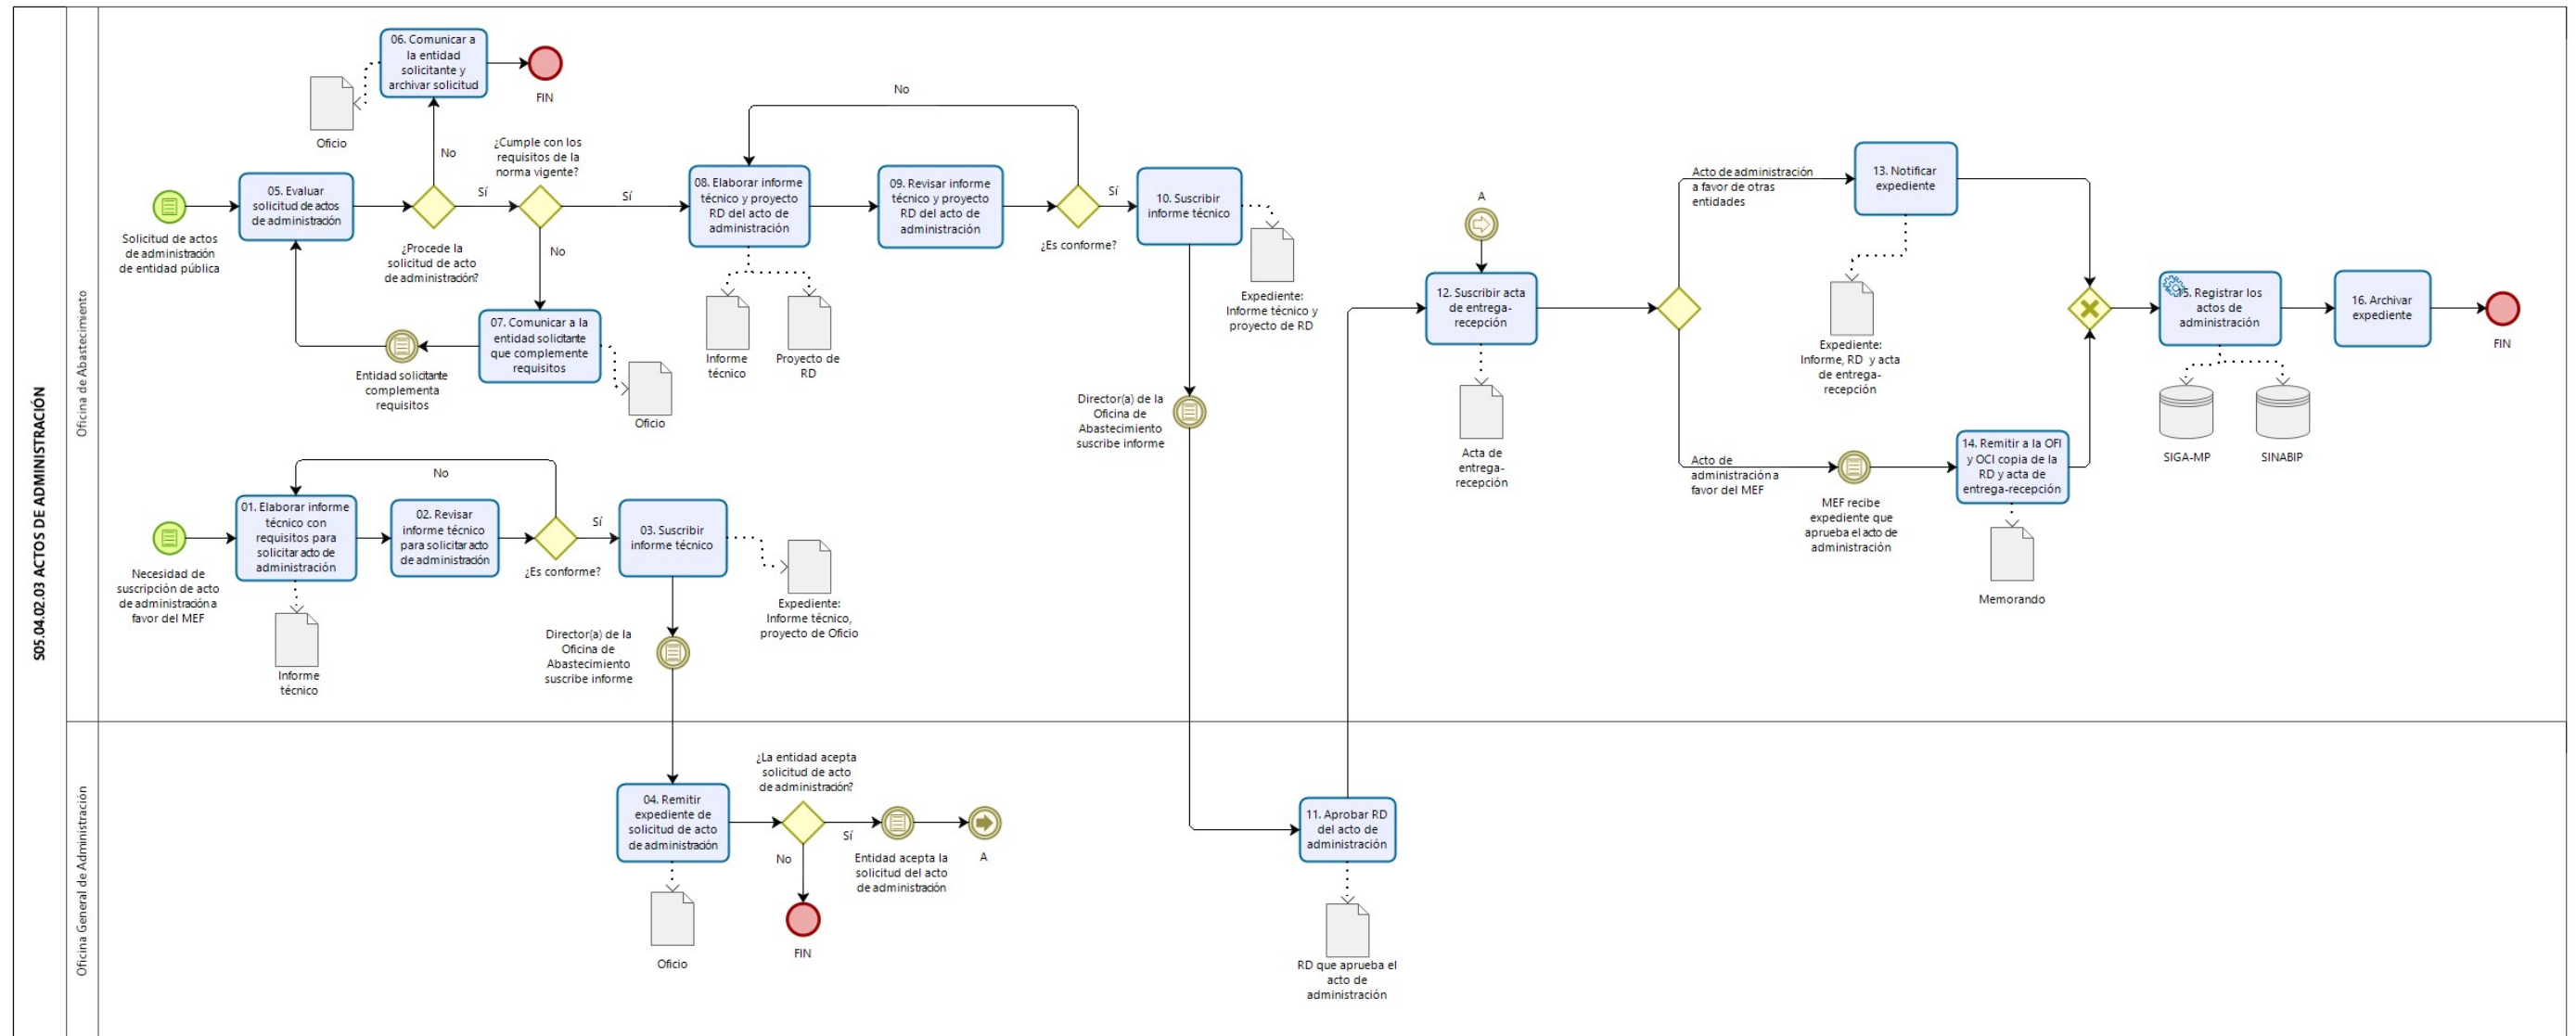 S05.04.02.03 ACTOS DE ADMINISTRACIÓN
Oficina de Abastecimiento
06. Comunicar a
la entidad
solicitante y
archivar solicitud
FIN
Oficio
No
Solicitud de actos
de administración
de entidad pública
05. Evaluar
solicitud de actos
de administración
¿Procede la
solicitud de acto
de administración?
Sí
¿Cumple con los
requisitos de la
norma vigente?
Sí
No
07. Comunicar a la
entidad solicitante
que complemente
requisitos
Oficio
Entidad solicitante
complementa
requisitos
08. Elaborar informe
técnico y proyecto
RD del acto de
administración
Informe
técnico
Proyecto de
RD
09. Revisar informe
técnico y proyecto
RD del acto de
administración
No
¿Es conforme?
Sí
10. Suscribir
informe técnico
Expediente:
Informe técnico y
proyecto de RD
Director(a) de la
Oficina de
Abastecimiento
suscribe informe
A
12. Suscribir acta
de entrega-
recepción
Acta de
entrega-
recepción
Acto de administración
a favor de otras
entidades
13. Notificar
expediente
Expediente:
Informe, RD y acta
de entrega-
recepción
Acto de
administración a
favor del MEF
MEF recibe
expediente que
aprueba el acto de
administración
14. Remitir a la OFI
y OCI copia de la
RD y acta de
entrega-recepción
Memorando
15. Registrar los
actos de
administración
SIGA-MP
SINABIP
16. Archivar
expediente
FIN
Necesidad de
suscripción de acto
de administración a
favor del MEF
01. Elaborar informe
técnico con
requisitos para
solicitar acto de
administración
Informe
técnico
02. Revisar
informe técnico
para solicitar acto
de administración
No
¿Es conforme?
Sí
03. Suscribir
informe técnico
Expediente:
Informe técnico,
proyecto de Oficio
Director(a) de la
Oficina de
Abastecimiento
suscribe informe
Oficina General de Administración
04. Remitir
expediente de
solicitud de acto
de administración
Oficio
¿La entidad acepta
solicitud de acto
de administración?
Sí
No
FIN
Entidad acepta la
solicitud del acto
de administración
A
11. Aprobar RD
del acto de
administración
RD que aprueba el
acto de
administración